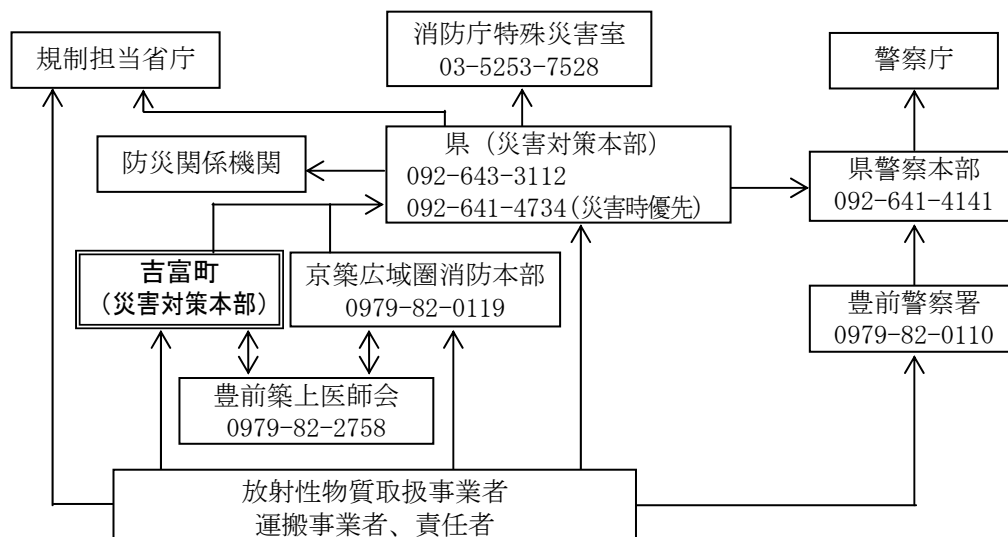 消防庁特殊災害室
03-5253-7528
規制担当省庁
警察庁
県（災害対策本部）
092-643-3112
092-641-4734(災害時優先)
防災関係機関
県警察本部
092-641-4141
吉富町
（災害対策本部）
京築広域圏消防本部
0979-82-0119
豊前警察署
0979-82-0110
豊前築上医師会
0979-82-2758
放射性物質取扱事業者
運搬事業者、責任者